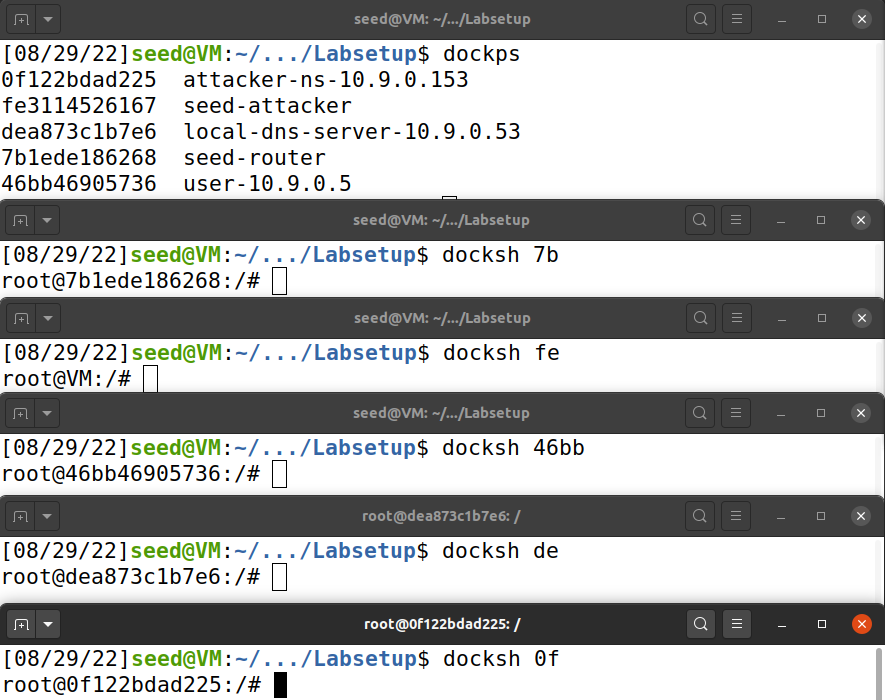 seed@VM: ~/.../Labsetup
[08/29/22]seed@VM:~/.../Labsetup$ dockps
0f122bdad225  attacker-ns-10.9.0.153
fe3114526167  seed-attacker
dea873c1b7e6  local-dns-server-10.9.0.53
7b1ede186268  seed-router
46bb46905736  user-10.9.0.5
seed@VM: ~/.../Labsetup
[08/29/22]seed@VM:~/.../Labsetup$ docksh 7b
root@7b1ede186268:/#
seed@VM: ~/.../Labsetup
[08/29/22]seed@VM:~/.../Labsetup$ docksh fe
root@VM:/#
seed@VM: ~/.../Labsetup
[08/29/22]seed@VM:~/.../Labsetup$ docksh 46bb
root@46bb46905736:/#
root@dea873c1b7e6: /
[08/29/22]seed@VM:~/.../Labsetup$ docksh de
root@dea873c1b7e6:/#
root@0f122bdad225: /
[08/29/22]seed@VM:~/.../Labsetup$ docksh 0f
root@0f122bdad225:/#